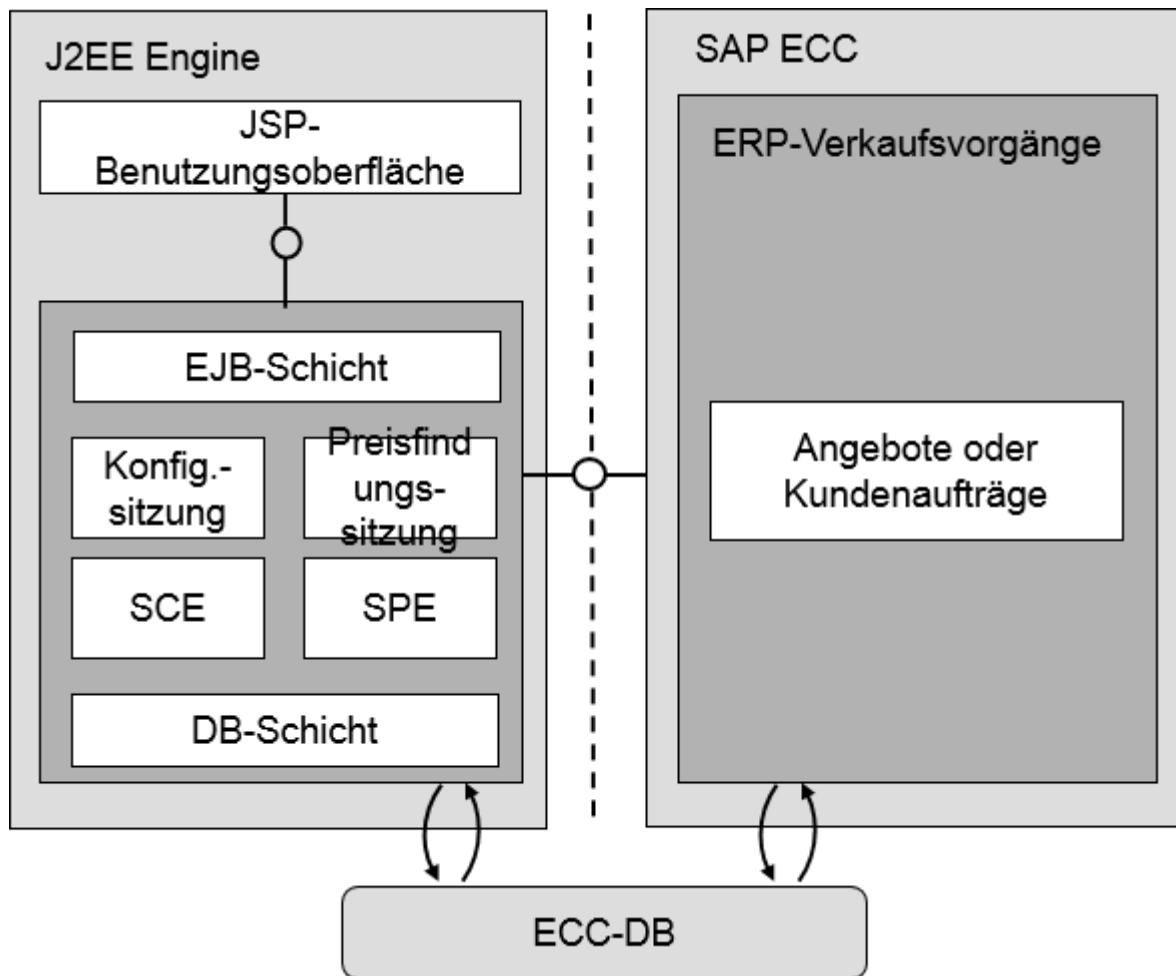 J2EE Engine
JSP-
Benutzungsoberfläche
EJB-Schicht
Konfig.-
sitzung
Preisfind
ungs-
sitzung
SCE
SPE
DB-Schicht
SAP ECC
ERP-Verkaufsvorgänge
Angebote oder
Kundenaufträge
ECC-DB